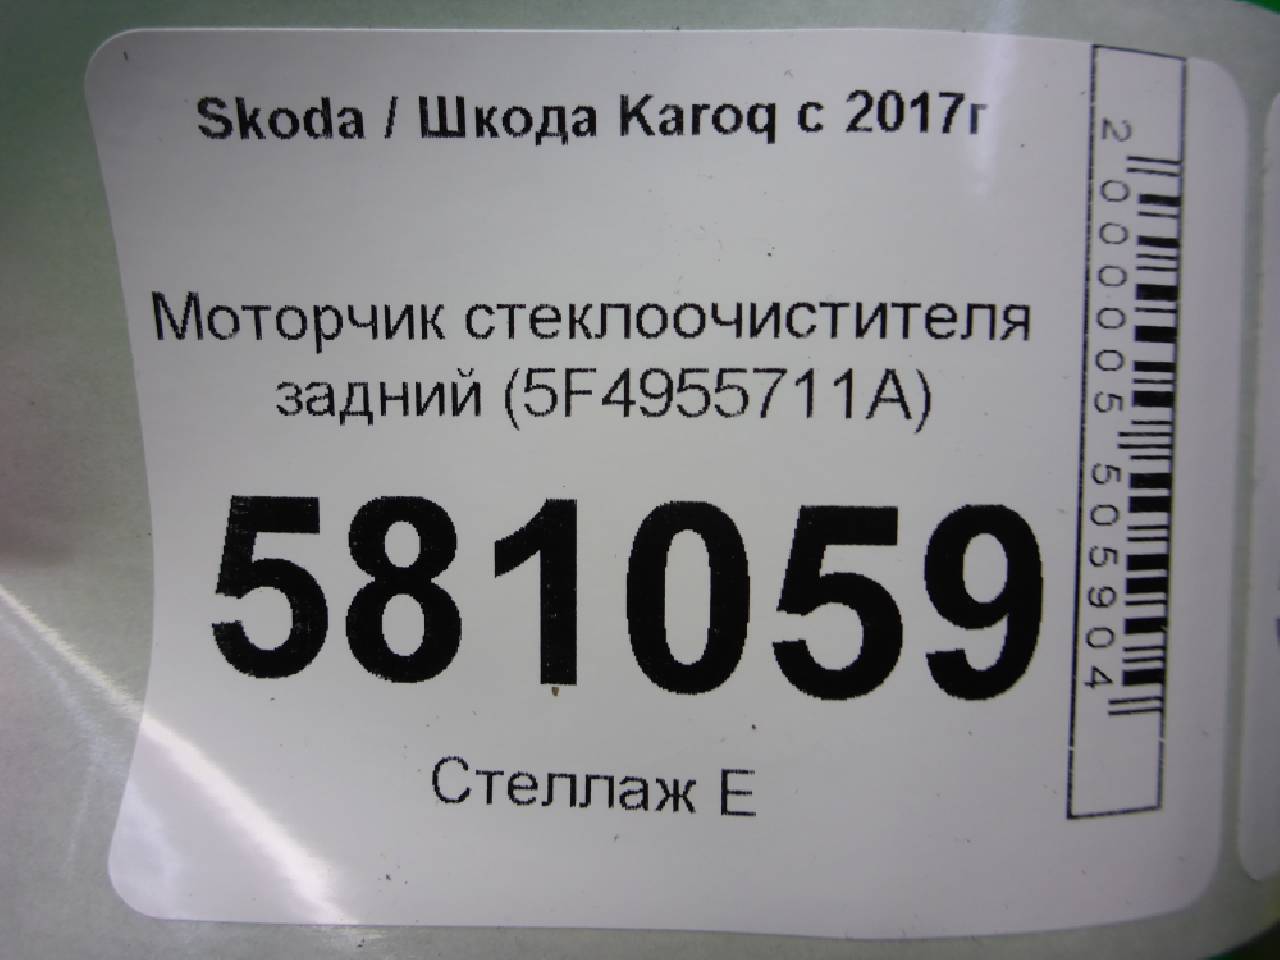 Skoda / Шкода Karoq с 2017г
Моторчик стеклоочистителя
задний (5F4955711A)
581059
Стеллаж Е
2000005505904